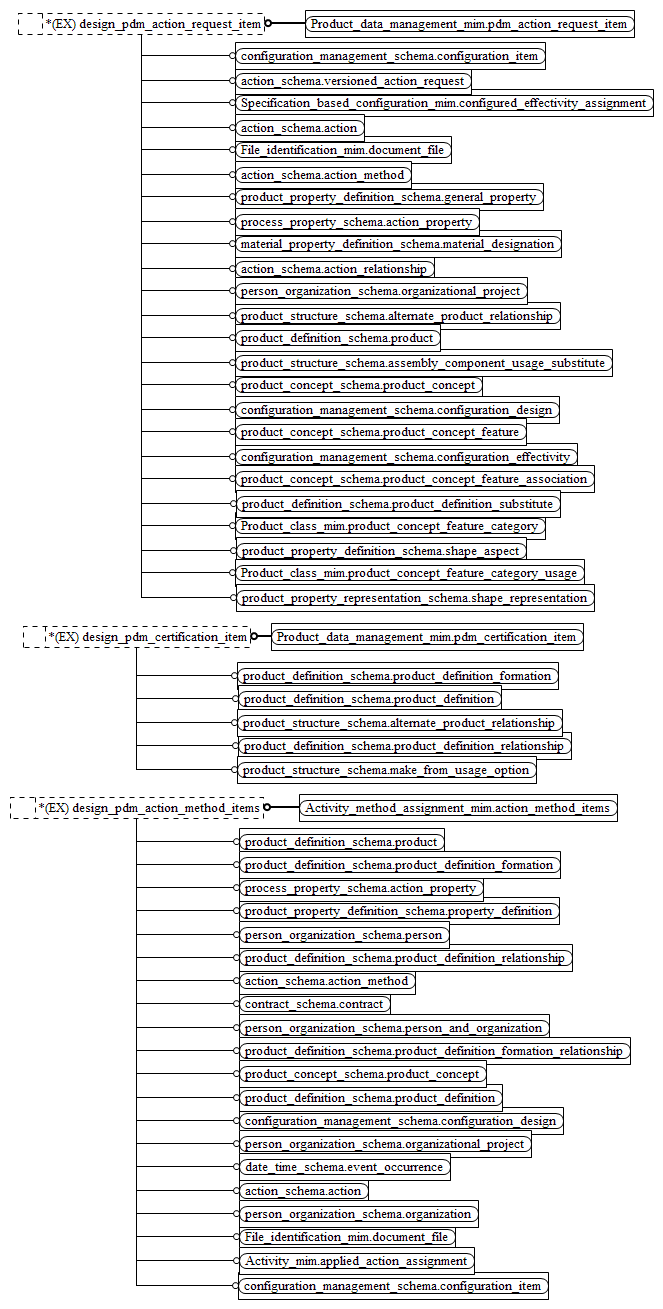 *(EX) design_pdm_action_request_item
Product_data_management_mim.pdm_action_request_item
configuration_management_schema.configuration_item
action_schema.versioned_action_request
Specification_based_configuration_mim.configured_effectivity_assignment
action_schema.action
File_identification_mim.document_file
action_schema.action_method
product_property_definition_schema.general_property
process_property_schema.action_property
material_property_definition_schema.material_designation
action_schema.action_relationship
person_organization_schema.organizational_project
product_structure_schema.alternate_product_relationship
product_definition_schema.product
product_structure_schema.assembly_component_usage_substitute
product_concept_schema.product_concept
configuration_management_schema.configuration_design
product_concept_schema.product_concept_feature
configuration_management_schema.configuration_effectivity
product_concept_schema.product_concept_feature_association
product_definition_schema.product_definition_substitute
Product_class_mim.product_concept_feature_category
product_property_definition_schema.shape_aspect
Product_class_mim.product_concept_feature_category_usage
product_property_representation_schema.shape_representation
*(EX) design_pdm_certification_item
Product_data_management_mim.pdm_certification_item
product_definition_schema.product_definition_formation
product_definition_schema.product_definition
product_structure_schema.alternate_product_relationship
product_definition_schema.product_definition_relationship
product_structure_schema.make_from_usage_option
*(EX) design_pdm_action_method_items
Activity_method_assignment_mim.action_method_items
product_definition_schema.product
product_definition_schema.product_definition_formation
process_property_schema.action_property
product_property_definition_schema.property_definition
person_organization_schema.person
product_definition_schema.product_definition_relationship
action_schema.action_method
contract_schema.contract
person_organization_schema.person_and_organization
product_definition_schema.product_definition_formation_relationship
product_concept_schema.product_concept
product_definition_schema.product_definition
configuration_management_schema.configuration_design
person_organization_schema.organizational_project
date_time_schema.event_occurrence
action_schema.action
person_organization_schema.organization
File_identification_mim.document_file
Activity_mim.applied_action_assignment
configuration_management_schema.configuration_item